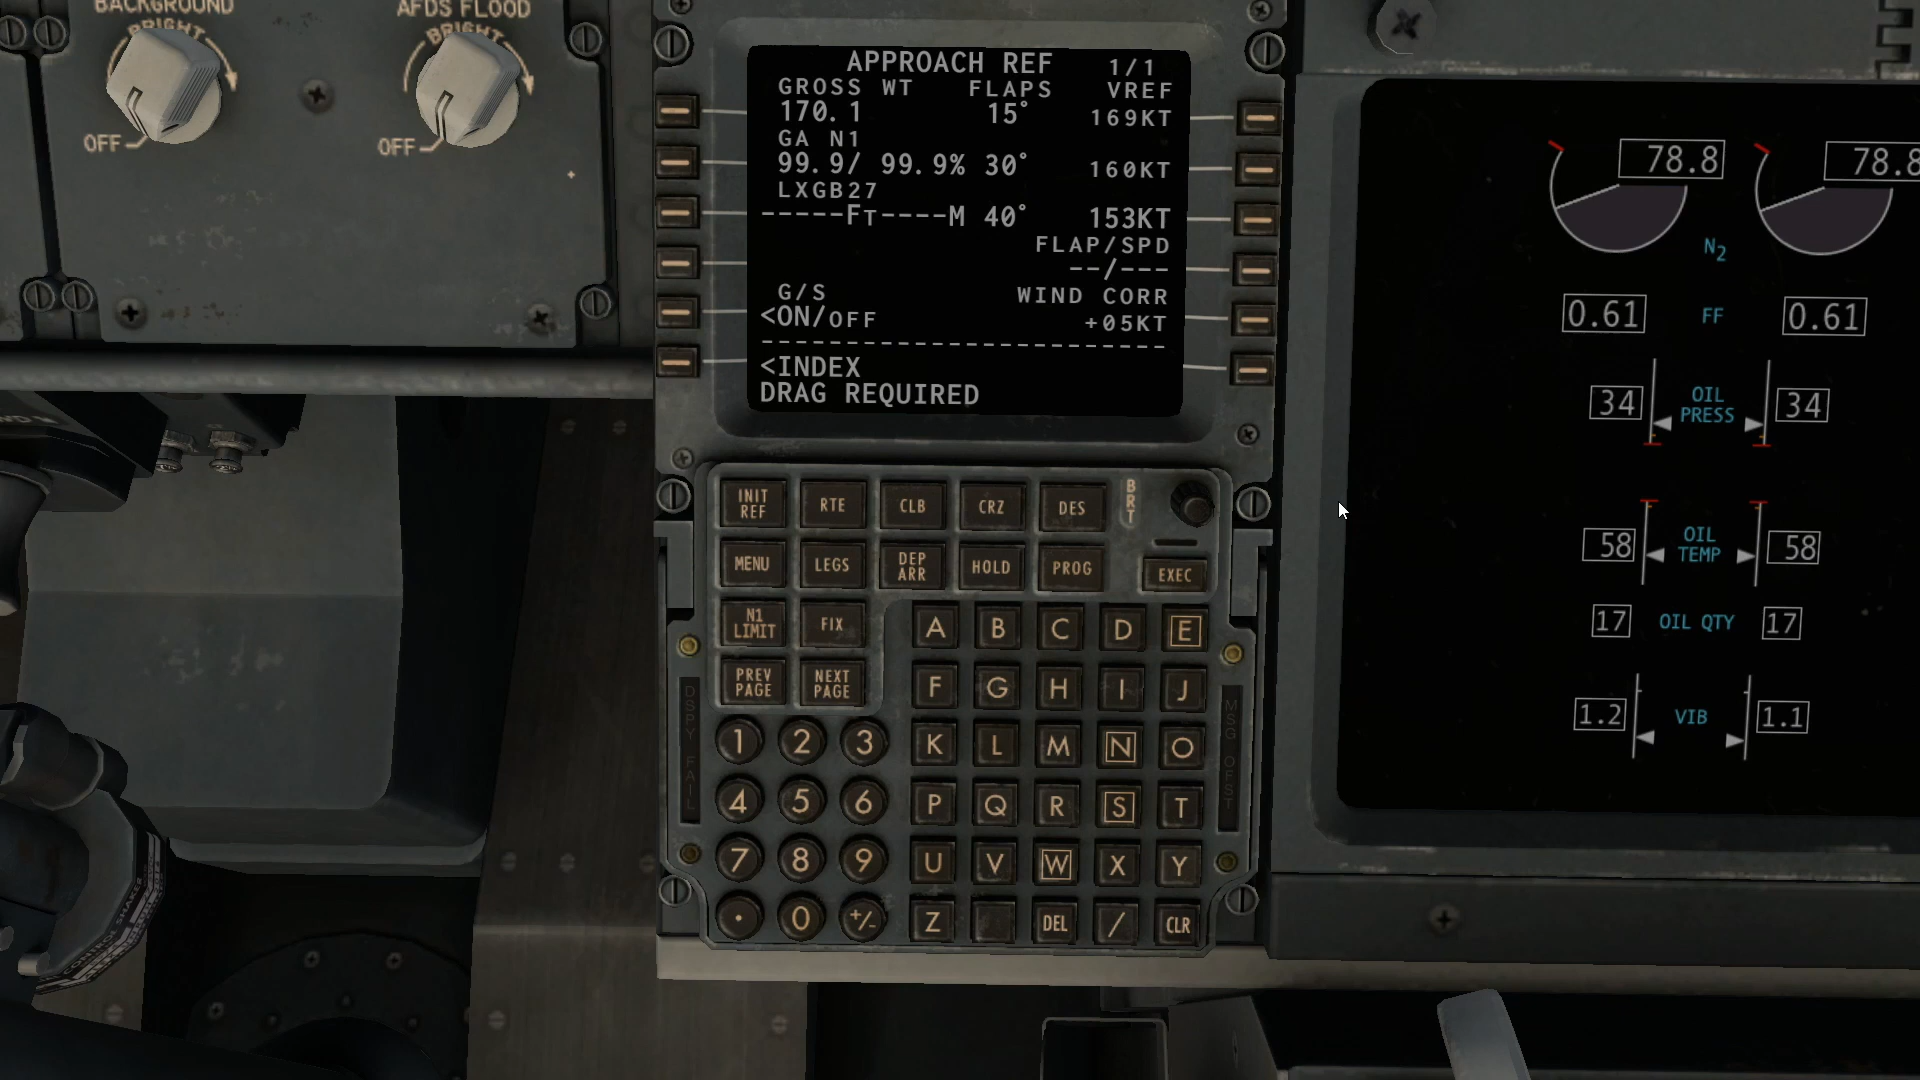 BACKGROUND
BRIGHT
OFF
AFDS FLOOD
BRIGHT
OFF
APPROACH REF 1/1
GROSS WT FLAPS VREF
170.1 15° 169KT
GA N1
99.9/ 99.9% 30° 160KT
LXGB27
-----FT----M 40° 153KT
FLAP/SPD
--/---
G/S WIND CORR
<ON/OFF +05KT
------------------------
<INDEX
DRAG REQUIRED
INIT REF RTE CLB CRZ DES
BRT
MENU LEGS DEP ARR HOLD PROG EXEC
N1 LIMIT FIX
PREV PAGE NEXT PAGE
A B C D E
F G H I J
1 2 3 K L M N O
4 5 6 P Q R S T
7 8 9 U V W X Y
. 0 +/- Z DEL / CLR
DSPY FAIL
MSG OFST
78.8 78.8
N2
0.61 FF 0.61
34 OIL PRESS 34
58 OIL TEMP 58
17 OIL QTY 17
1.2 VIB 1.1